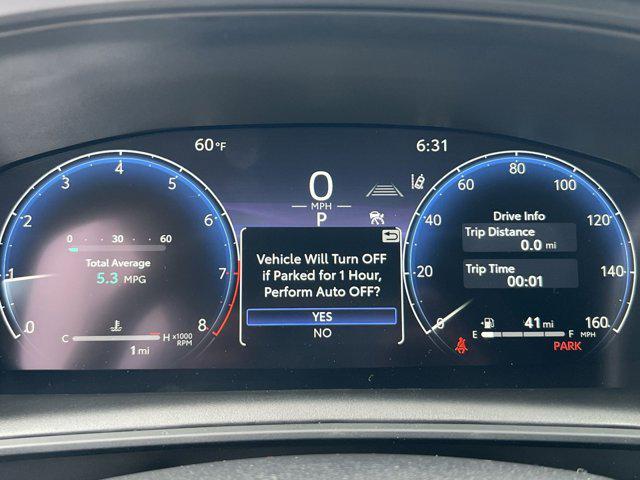 60°F
6:31
0
MPH
P
0 30 60
Total Average
5.3 MPG
0
1
2
3
4
5
6
7
8
x1000
RPM
C H
1 mi
Vehicle Will Turn OFF
if Parked for 1 Hour,
Perform Auto OFF?
YES
NO
Drive Info
Trip Distance
0.0 mi
Trip Time
00:01
0
20
40
60
80
100
120
140
160
MPH
E 41 mi F
PARK